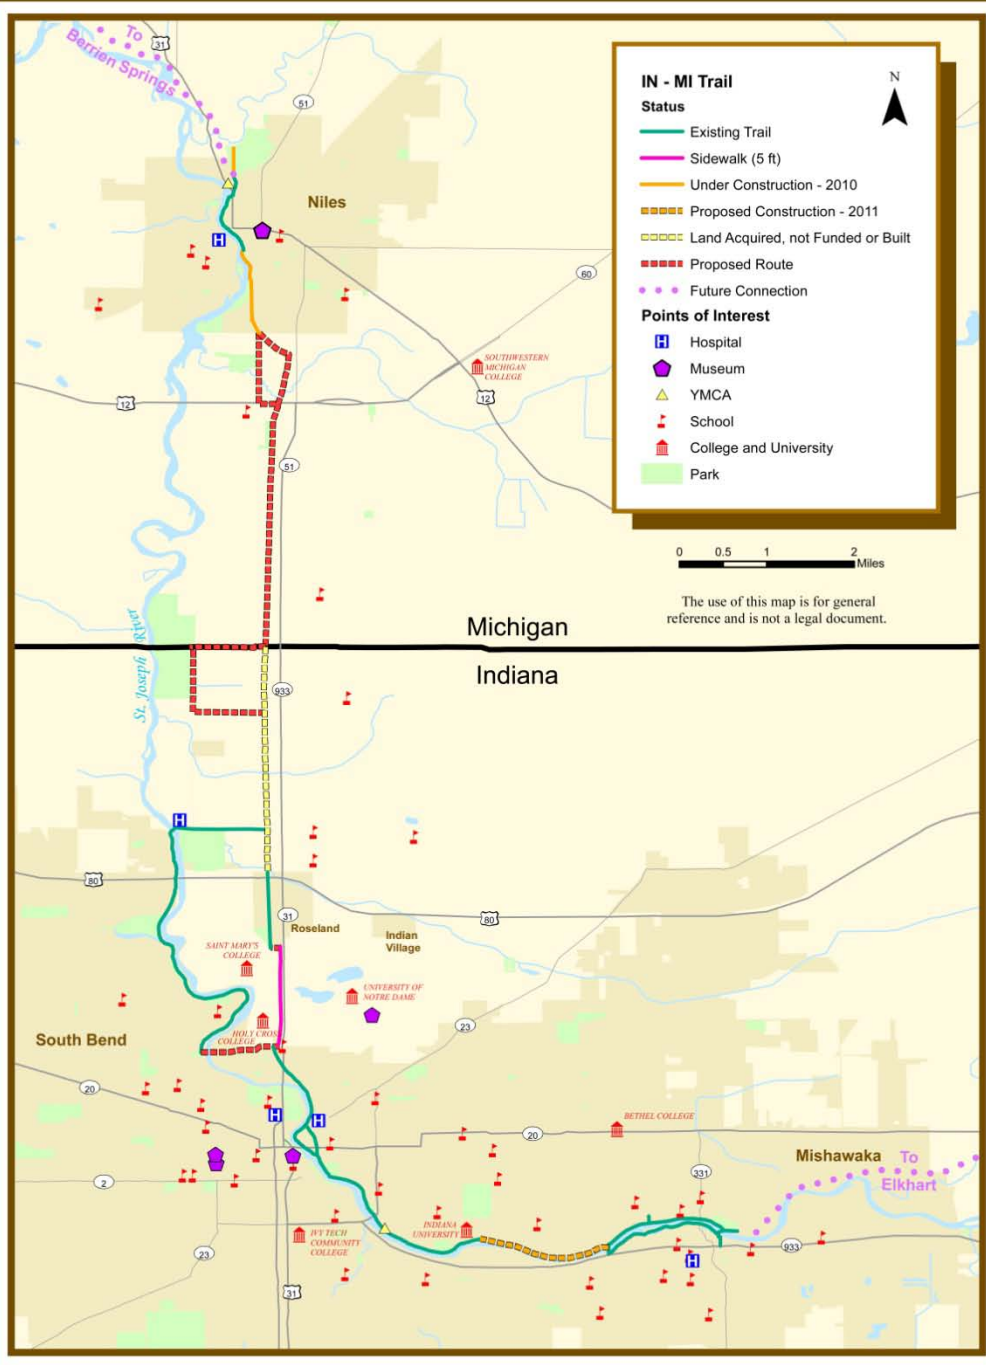 To
Berrien Springs
31
51
Niles
60
SOUTHWESTERN
MICHIGAN
COLLEGE
12
12
51
IN - MI Trail
Status
N
Existing Trail
Sidewalk (5 ft)
Under Construction - 2010
Proposed Construction - 2011
Land Acquired, not Funded or Built
Proposed Route
Future Connection
Points of Interest
H Hospital
Museum
YMCA
School
College and University
Park
0 0.5 1 2
Miles
The use of this map is for general
reference and is not a legal document.
H
Michigan
Indiana
St. Joseph River
933
H
80
80
31
Roseland
Indian
Village
SAINT MARY'S
COLLEGE
UNIVERSITY OF
NOTRE DAME
HOLY CROSS
COLLEGE
South Bend
23
20
H
H
BETHEL COLLEGE
20
Mishawaka
To
Elkhart
331
2
INDIANA
UNIVERSITY
IVY TECH
COMMUNITY
COLLEGE
23
933
H
31